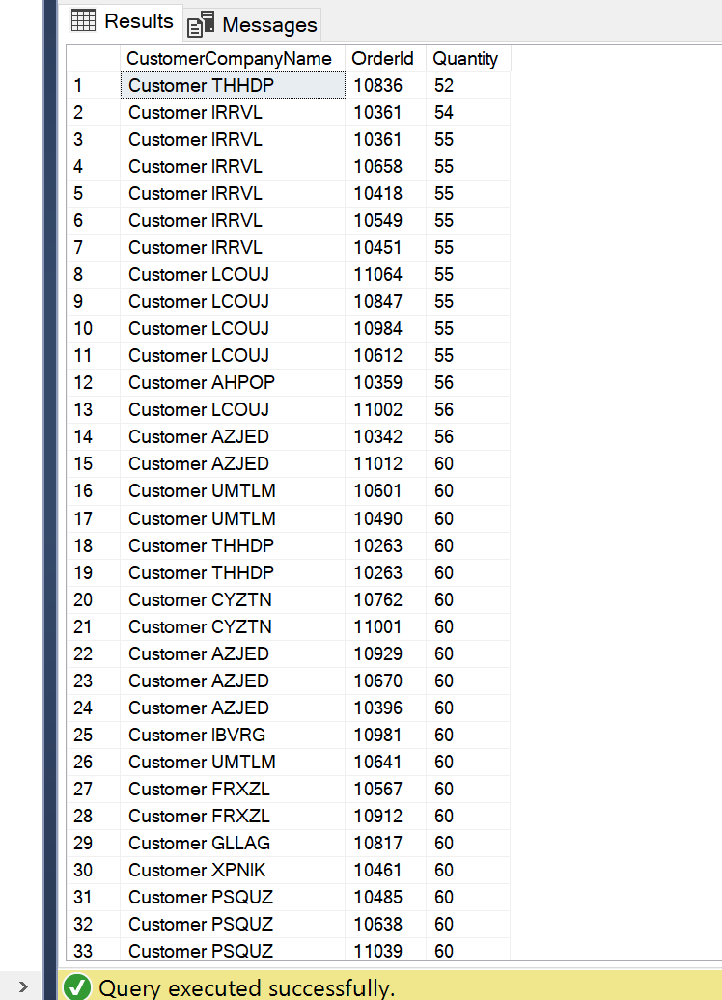 Results Messages
CustomerCompanyName OrderId Quantity
1 Customer THHDP 10836 52
2 Customer IRRVL 10361 54
3 Customer IRRVL 10361 55
4 Customer IRRVL 10658 55
5 Customer IRRVL 10418 55
6 Customer IRRVL 10549 55
7 Customer IRRVL 10451 55
8 Customer LCOUJ 11064 55
9 Customer LCOUJ 10847 55
10 Customer LCOUJ 10984 55
11 Customer LCOUJ 10612 55
12 Customer AHPOP 10359 56
13 Customer LCOUJ 11002 56
14 Customer AZJED 10342 56
15 Customer AZJED 11012 60
16 Customer UMTLM 10601 60
17 Customer UMTLM 10490 60
18 Customer THHDP 10263 60
19 Customer THHDP 10263 60
20 Customer CYZTN 10762 60
21 Customer CYZTN 11001 60
22 Customer AZJED 10929 60
23 Customer AZJED 10670 60
24 Customer AZJED 10396 60
25 Customer IBVRG 10981 60
26 Customer UMTLM 10641 60
27 Customer FRXZL 10567 60
28 Customer FRXZL 10912 60
29 Customer GLLAG 10817 60
30 Customer XPNIK 10461 60
31 Customer PSQUZ 10485 60
32 Customer PSQUZ 10638 60
33 Customer PSQUZ 11039 60
Query executed successfully.